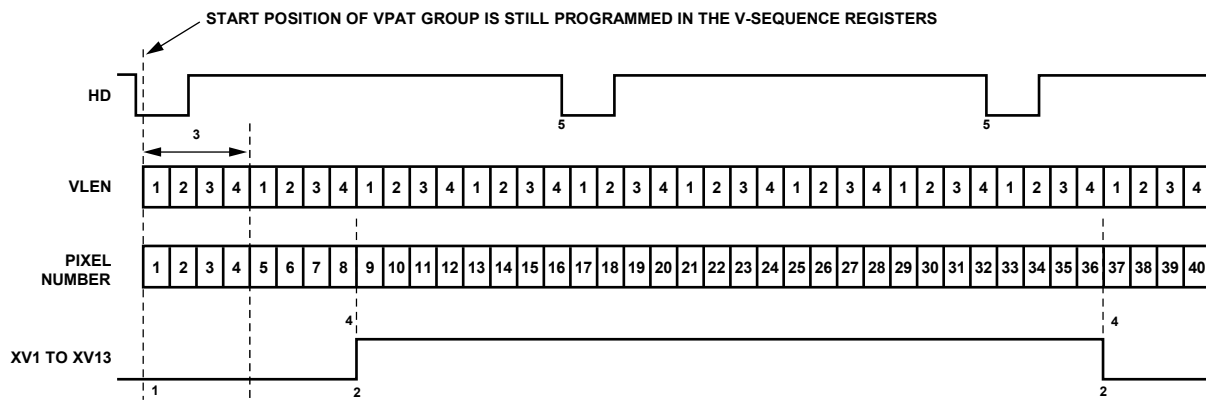 START POSITION OF VPAT GROUP IS STILL PROGRAMMED IN THE V-SEQUENCE REGISTERS
HD
5 5
3
VLEN 1 2 3 4 1 2 3 4 1 2 3 4 1 2 3 4 1 2 3 4 1 2 3 4 1 2 3 4 1 2 3 4 1 2 3 4 1 2 3 4
PIXEL
NUMBER
1 2 3 4 5 6 7 8 9 10 11 12 13 14 15 16 17 18 19 20 21 22 23 24 25 26 27 28 29 30 31 32 33 34 35 36 37 38 39 40
4 4
XV1 TO XV13
1 2 2